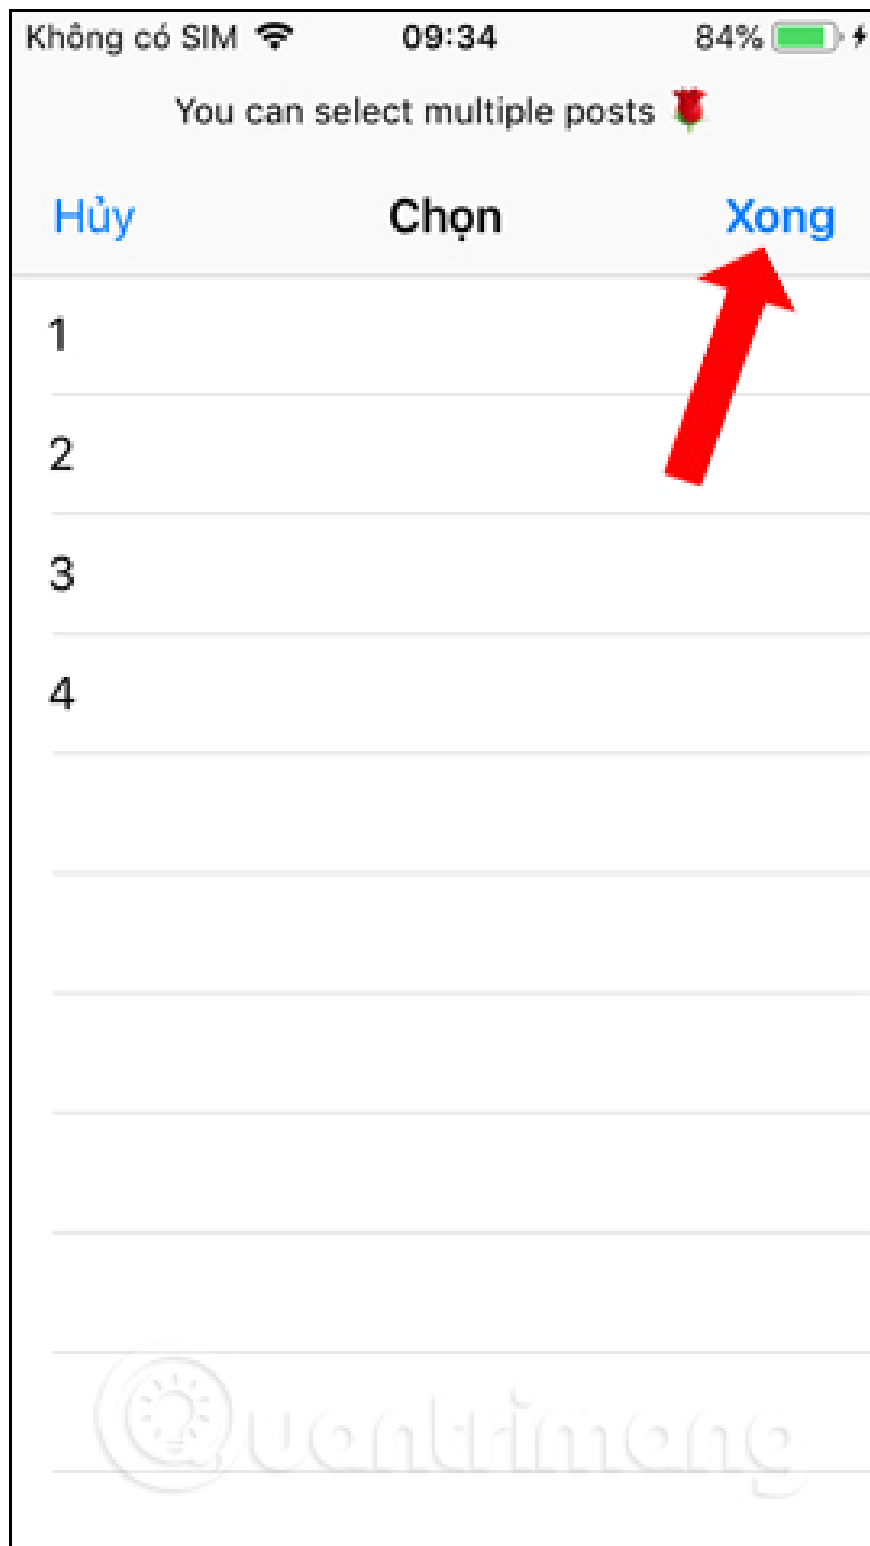 Không có SIM 09:34 84%
You can select multiple posts 🌹
Hủy Chọn Xong
1
2
3
4
Quantrimang